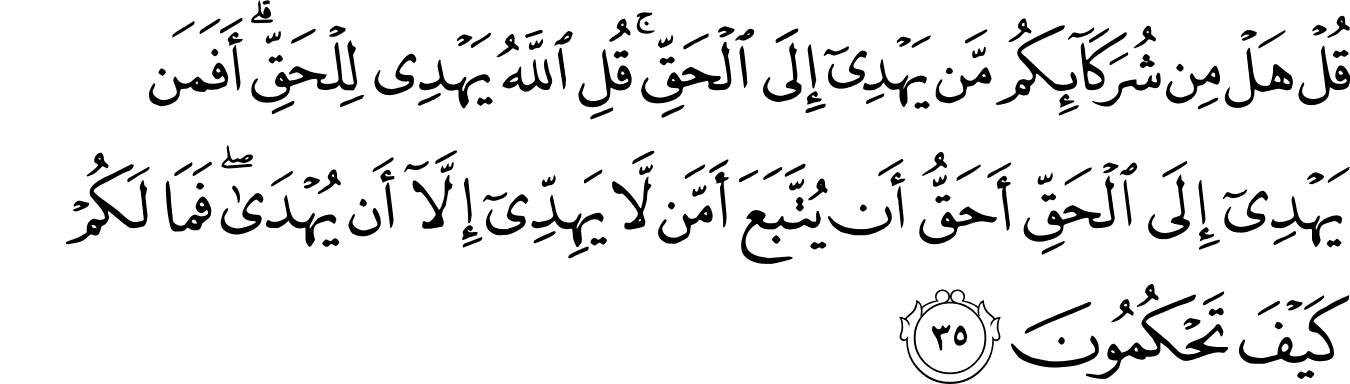 قُلْ هَلْ مِن شُرَكَآئِكُم مَّن يَهْدِىٓ إِلَى ٱلْحَقِّ ۚ قُلِ ٱللَّهُ يَهْدِى لِلْحَقِّ ۗ أَفَمَن
يَهْدِىٓ إِلَى ٱلْحَقِّ أَحَقُّ أَن يُتَّبَعَ أَمَّن لَّا يَهِدِّىٓ إِلَّآ أَن يُهْدَىٰ ۖ فَمَا لَكُمْ
كَيْفَ تَحْكُمُونَ ٣٥